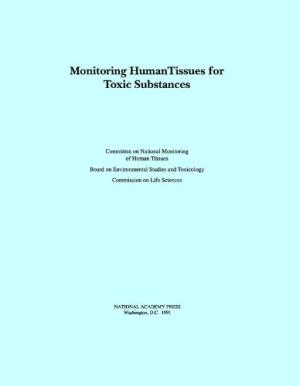 Monitoring HumanTissues for
Toxic Substances
Committee on National Monitoring
of Human Tissues
Board on Environmental Studies and Toxicology
Commission on Life Sciences
NATIONAL ACADEMY PRESS
Washington, D.C. 1991